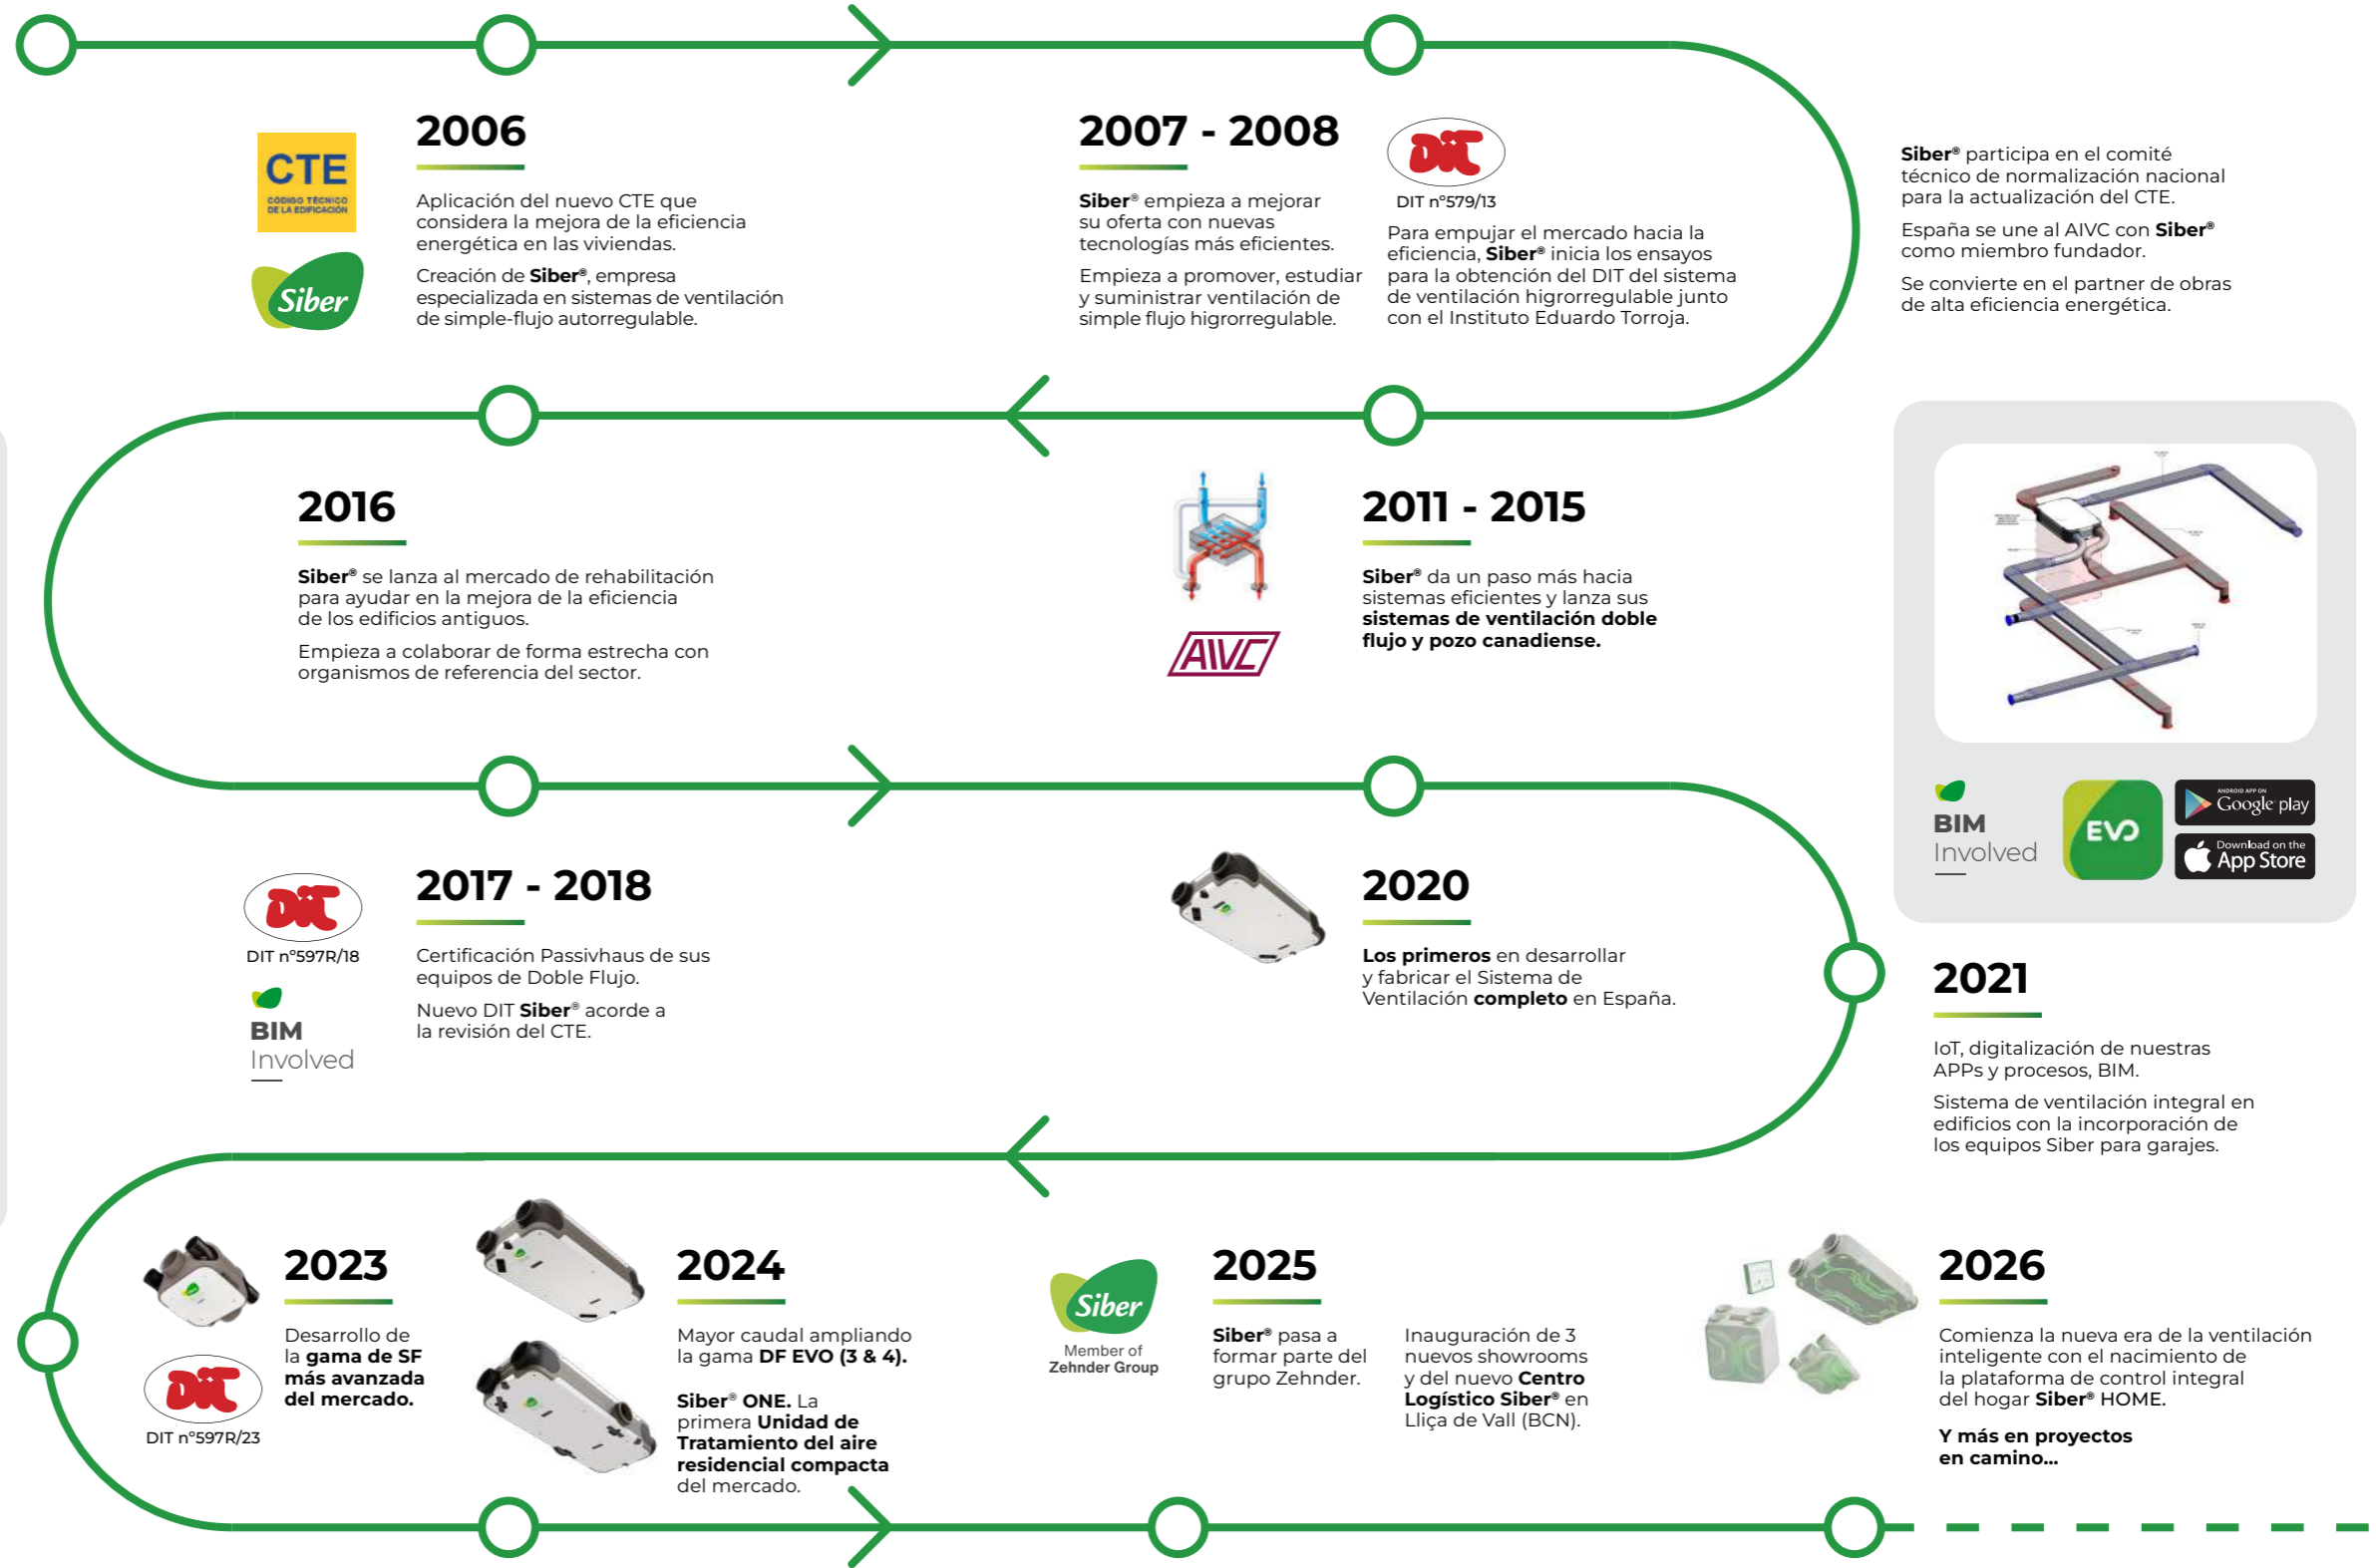 2006
CTE
CÓDIGO TÉCNICO
DE LA EDIFICACIÓN
Siber
Aplicación del nuevo CTE que
considera la mejora de la eficiencia
energética en las viviendas.
Creación de Siber®, empresa
especializada en sistemas de ventilación
de simple-flujo autorregulable.
2007 - 2008
Siber® empieza a mejorar
su oferta con nuevas
tecnologías más eficientes.
Empieza a promover, estudiar
y suministrar ventilación de
simple flujo higrorregulable.
DIT
DIT nº579/13
Para empujar el mercado hacia la
eficiencia, Siber® inicia los ensayos
para la obtención del DIT del sistema
de ventilación higrorregulable junto
con el Instituto Eduardo Torroja.
Siber® participa en el comité
técnico de normalización nacional
para la actualización del CTE.
España se une al AIVC con Siber®
como miembro fundador.
Se convierte en el partner de obras
de alta eficiencia energética.
2011 - 2015
AIVC
Siber® da un paso más hacia
sistemas eficientes y lanza sus
sistemas de ventilación doble
flujo y pozo canadiense.
2016
Siber® se lanza al mercado de rehabilitación
para ayudar en la mejora de la eficiencia
de los edificios antiguos.
Empieza a colaborar de forma estrecha con
organismos de referencia del sector.
DIT
DIT nº597R/18
BIM
Involved
2017 - 2018
Certificación Passivhaus de sus
equipos de Doble Flujo.
Nuevo DIT Siber® acorde a
la revisión del CTE.
2020
Los primeros en desarrollar
y fabricar el Sistema de
Ventilación completo en España.
BIM
Involved
EVO
ANDROID APP ON
Google play
Download on the
App Store
2021
IoT, digitalización de nuestras
APPs y procesos, BIM.
Sistema de ventilación integral en
edificios con la incorporación de
los equipos Siber para garajes.
2023
Desarrollo de
la gama de SF
más avanzada
del mercado.
DIT
DIT nº597R/23
2024
Mayor caudal ampliando
la gama DF EVO (3 & 4).
Siber® ONE. La
primera Unidad de
Tratamiento del aire
residencial compacta
del mercado.
Siber
Member of
Zehnder Group
2025
Siber® pasa a
formar parte del
grupo Zehnder.
Inauguración de 3
nuevos showrooms
y del nuevo Centro
Logístico Siber® en
Lliça de Vall (BCN).
2026
Comienza la nueva era de la ventilación
inteligente con el nacimiento de
la plataforma de control integral
del hogar Siber® HOME.
Y más en proyectos
en camino...